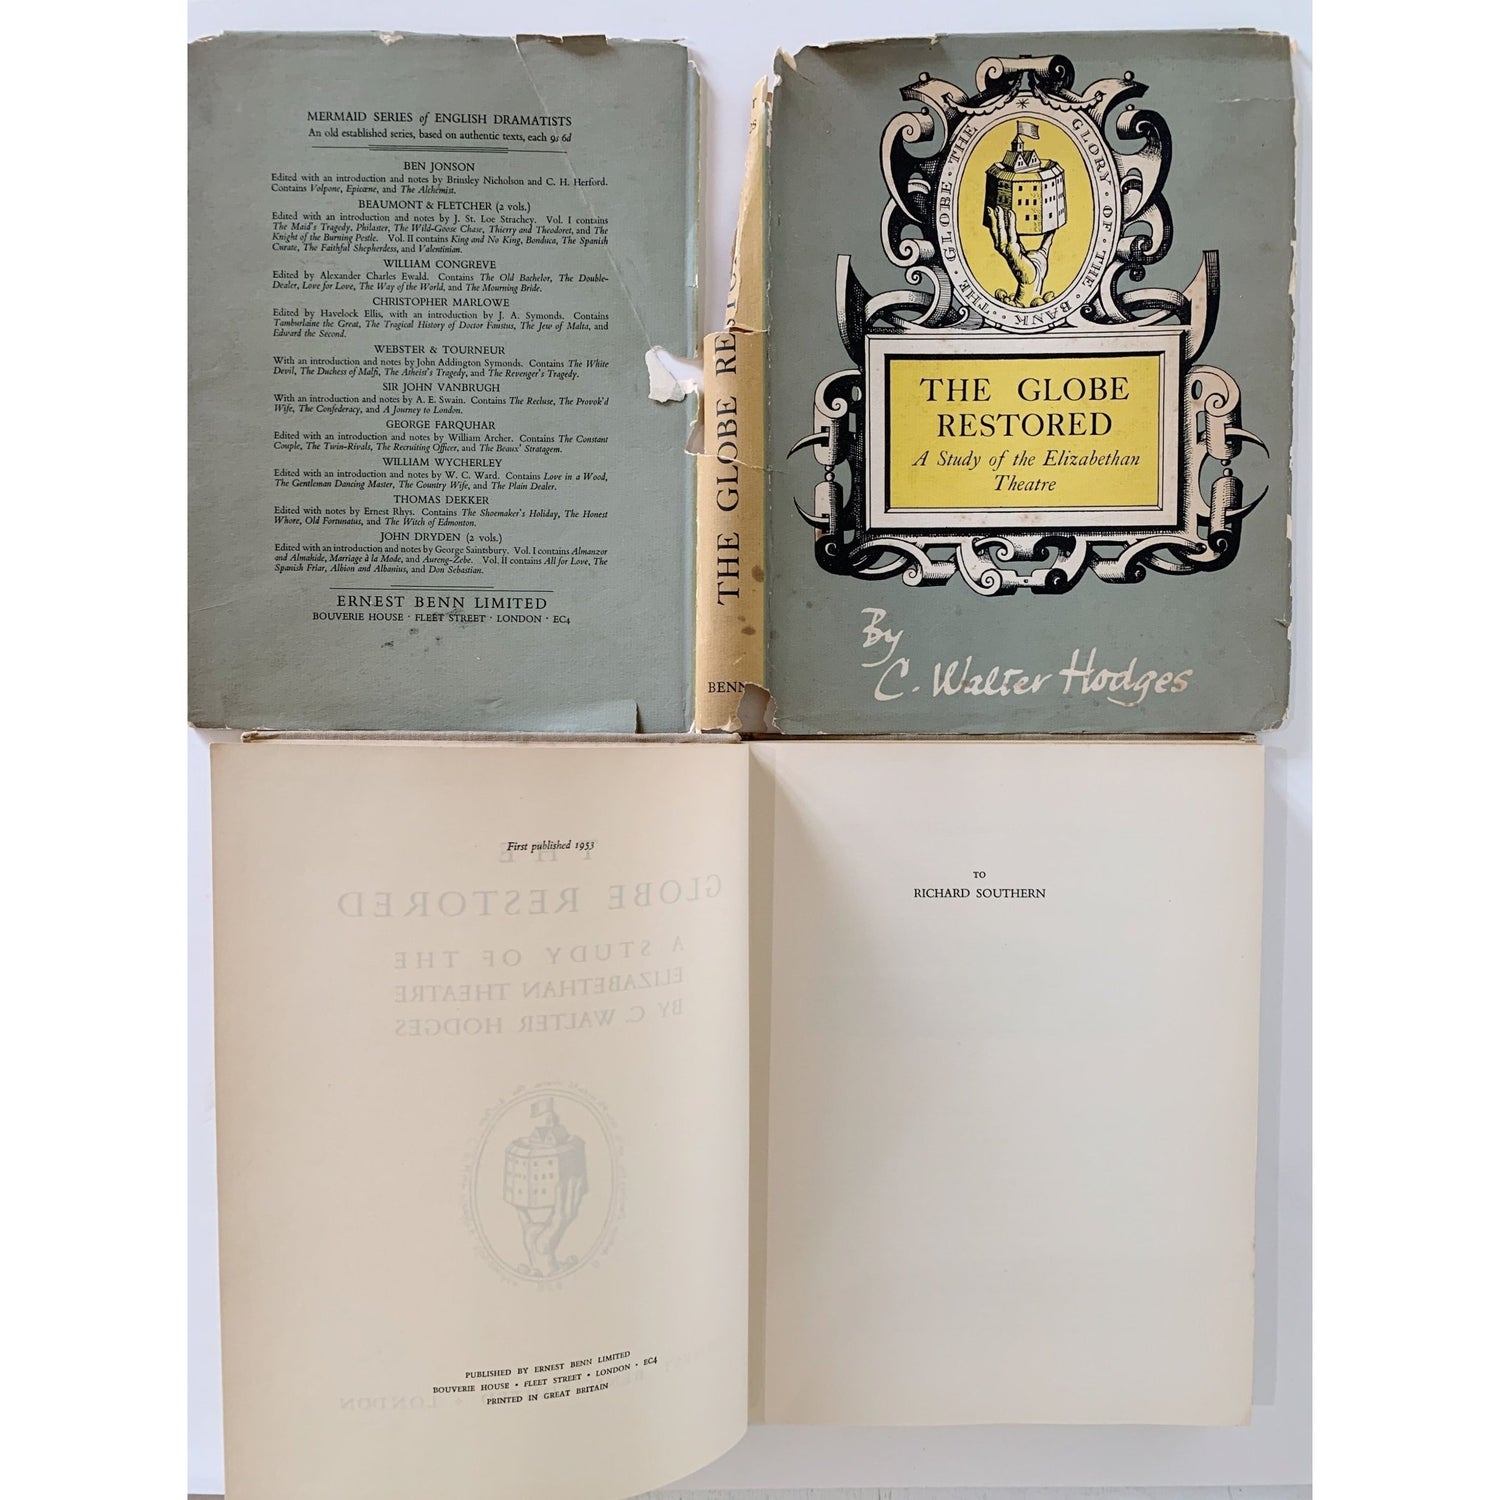 MERMAID SERIES of ENGLISH DRAMATISTS
An old established series, based on authentic texts, each 9s 6d
BEN JONSON
Edited with an introduction and notes by Brinsley Nicholson and C. H. Herford.
Contains Volpone, Epicœne, and The Alchemist.
BEAUMONT & FLETCHER (2 vols.)
Edited with an introduction and notes by J. St. Loe Strachey. Vol. I contains
The Maid's Tragedy, Philaster, The Wild-Goose Chase, Thierry and Theodoret, and The
Knight of the Burning Pestle. Vol. II contains King and No King, Bonduca, The Spanish
Curate, The Faithful Shepherdess, and Valentinian.
WILLIAM CONGREVE
Edited by Alexander Charles Ewald. Contains The Old Bachelor, The Double-
Dealer, Love for Love, The Way of the World, and The Mourning Bride.
CHRISTOPHER MARLOWE
Edited by Havelock Ellis, with an introduction by J. A. Symonds. Contains
Tamburlaine the Great, The Tragical History of Doctor Faustus, The Jew of Malta, and
Edward the Second.
WEBSTER & TOURNEUR
With an introduction and notes by John Addington Symonds. Contains The White
Devil, The Duchess of Malfi, The Atheist's Tragedy, and The Revenger's Tragedy.
SIR JOHN VANBRUGH
With an introduction and notes by A. E. Swain. Contains The Recluse, The Provok'd
Wife, The Confederacy, and A Journey to London.
GEORGE FARQUHAR
Edited with an introduction and notes by William Archer. Contains The Constant
Couple, The Twin-Rivals, The Recruiting Officer, and The Beaux' Stratagem.
WILLIAM WYCHERLEY
Edited with an introduction and notes by W. C. Ward. Contains Love in a Wood,
The Gentleman Dancing Master, The Country Wife, and The Plain Dealer.
THOMAS DEKKER
Edited with notes by Ernest Rhys. Contains The Shoemaker's Holiday, The Honest
Whore, Old Fortunatus, and The Witch of Edmonton.
JOHN DRYDEN (2 vols.)
Edited with an introduction and notes by George Saintsbury. Vol. I contains Almanzor
and Almahide, Marriage à la Mode, and Aureng-Zebe. Vol. II contains All for Love, The
Spanish Friar, Albion and Albanius, and Don Sebastian.
ERNEST BENN LIMITED
BOUVERIE HOUSE · FLEET STREET · LONDON · EC4
THE GLOBE RES
BENN
THE · GLOBE · THE · GLORY · OF · THE · BANK ·
THE GLOBE
RESTORED
A Study of the Elizabethan
Theatre
By
C. Walter Hodges
First published 1953
THE
GLOBE RESTORED
A STUDY OF THE
ELIZABETHAN THEATRE
BY C. WALTER HODGES
LONDON
PUBLISHED BY ERNEST BENN LIMITED
BOUVERIE HOUSE · FLEET STREET · LONDON · EC4
PRINTED IN GREAT BRITAIN
TO
RICHARD SOUTHERN